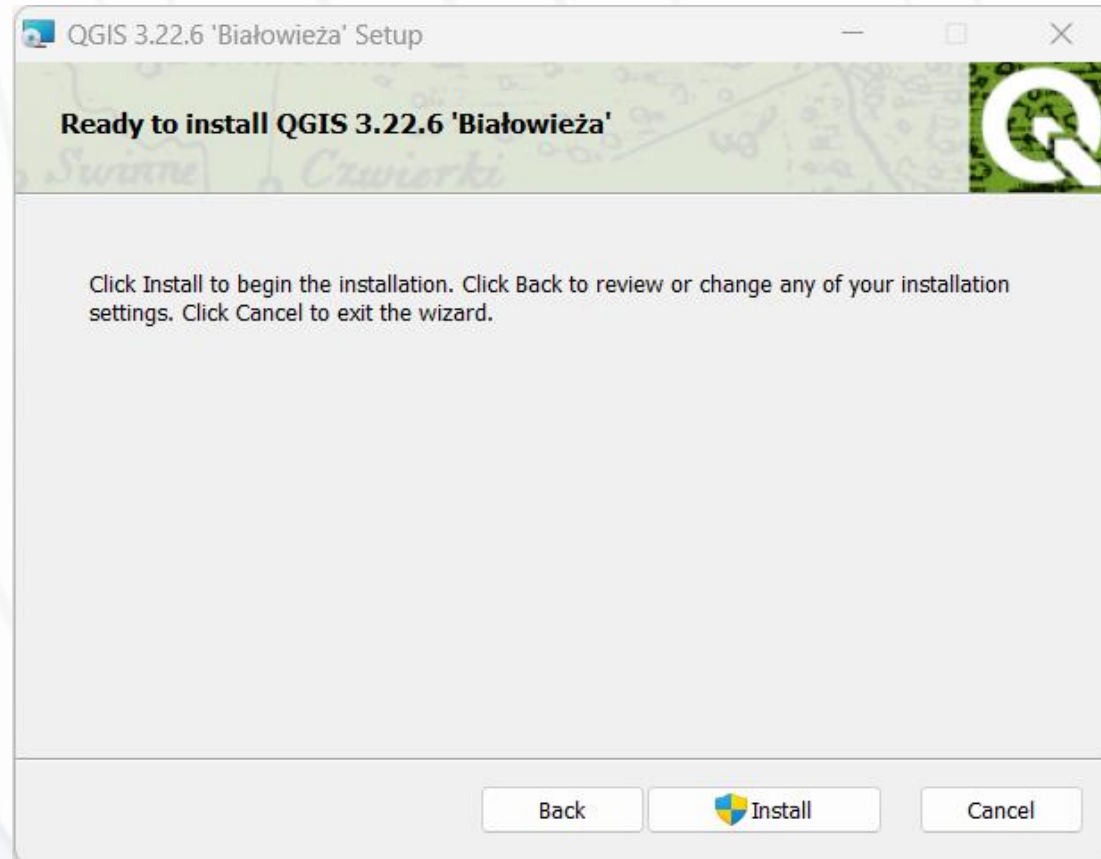 QGIS 3.22.6 'Białowieża' Setup
Ready to install QGIS 3.22.6 'Białowieża'
Swinne Czwierki
Click Install to begin the installation. Click Back to review or change any of your installation
settings. Click Cancel to exit the wizard.
Back Install Cancel